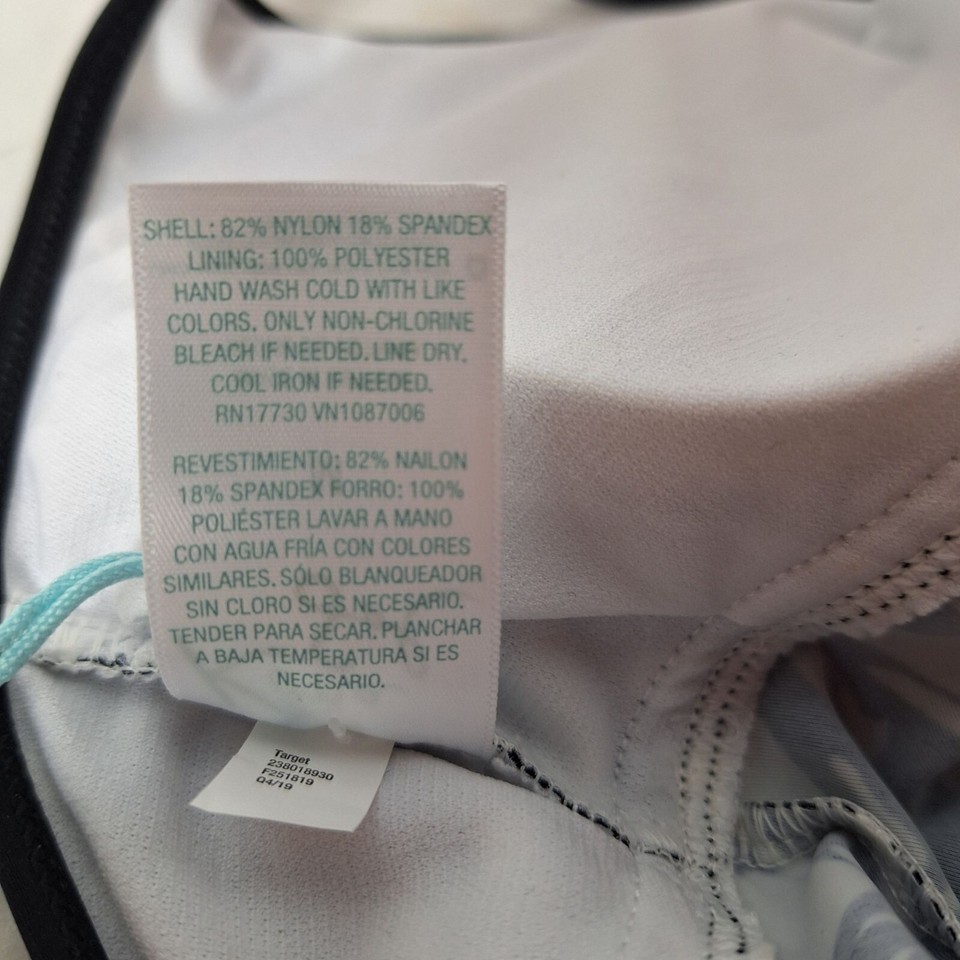 SHELL: 82% NYLON 18% SPANDEX
LINING: 100% POLYESTER
HAND WASH COLD WITH LIKE
COLORS. ONLY NON-CHLORINE
BLEACH IF NEEDED. LINE DRY.
COOL IRON IF NEEDED.
RN17730 VN1087006
REVESTIMIENTO: 82% NAILON
18% SPANDEX FORRO: 100%
POLIÉSTER LAVAR A MANO
CON AGUA FRÍA CON COLORES
SIMILARES. SÓLO BLANQUEADOR
SIN CLORO SI ES NECESARIO.
TENDER PARA SECAR. PLANCHAR
A BAJA TEMPERATURA SI ES
NECESARIO.
Target
238018930
F251819
Q4/19